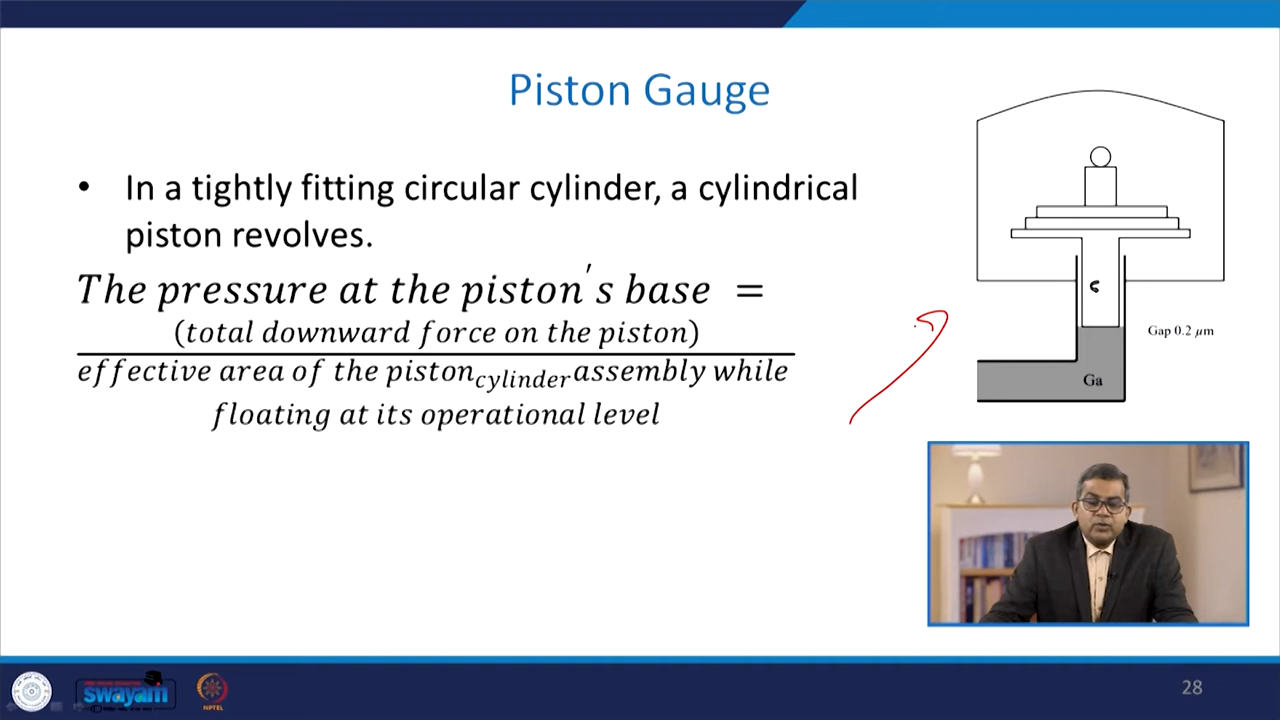 Piston Gauge
• In a tightly fitting circular cylinder, a cylindrical
piston revolves.
The pressure at the piston′s base =
(total downward force on the piston)
effective area of the piston_cylinder assembly while
floating at its operational level
Gap 0.2 μm
Ga
swayam
NPTEL
28